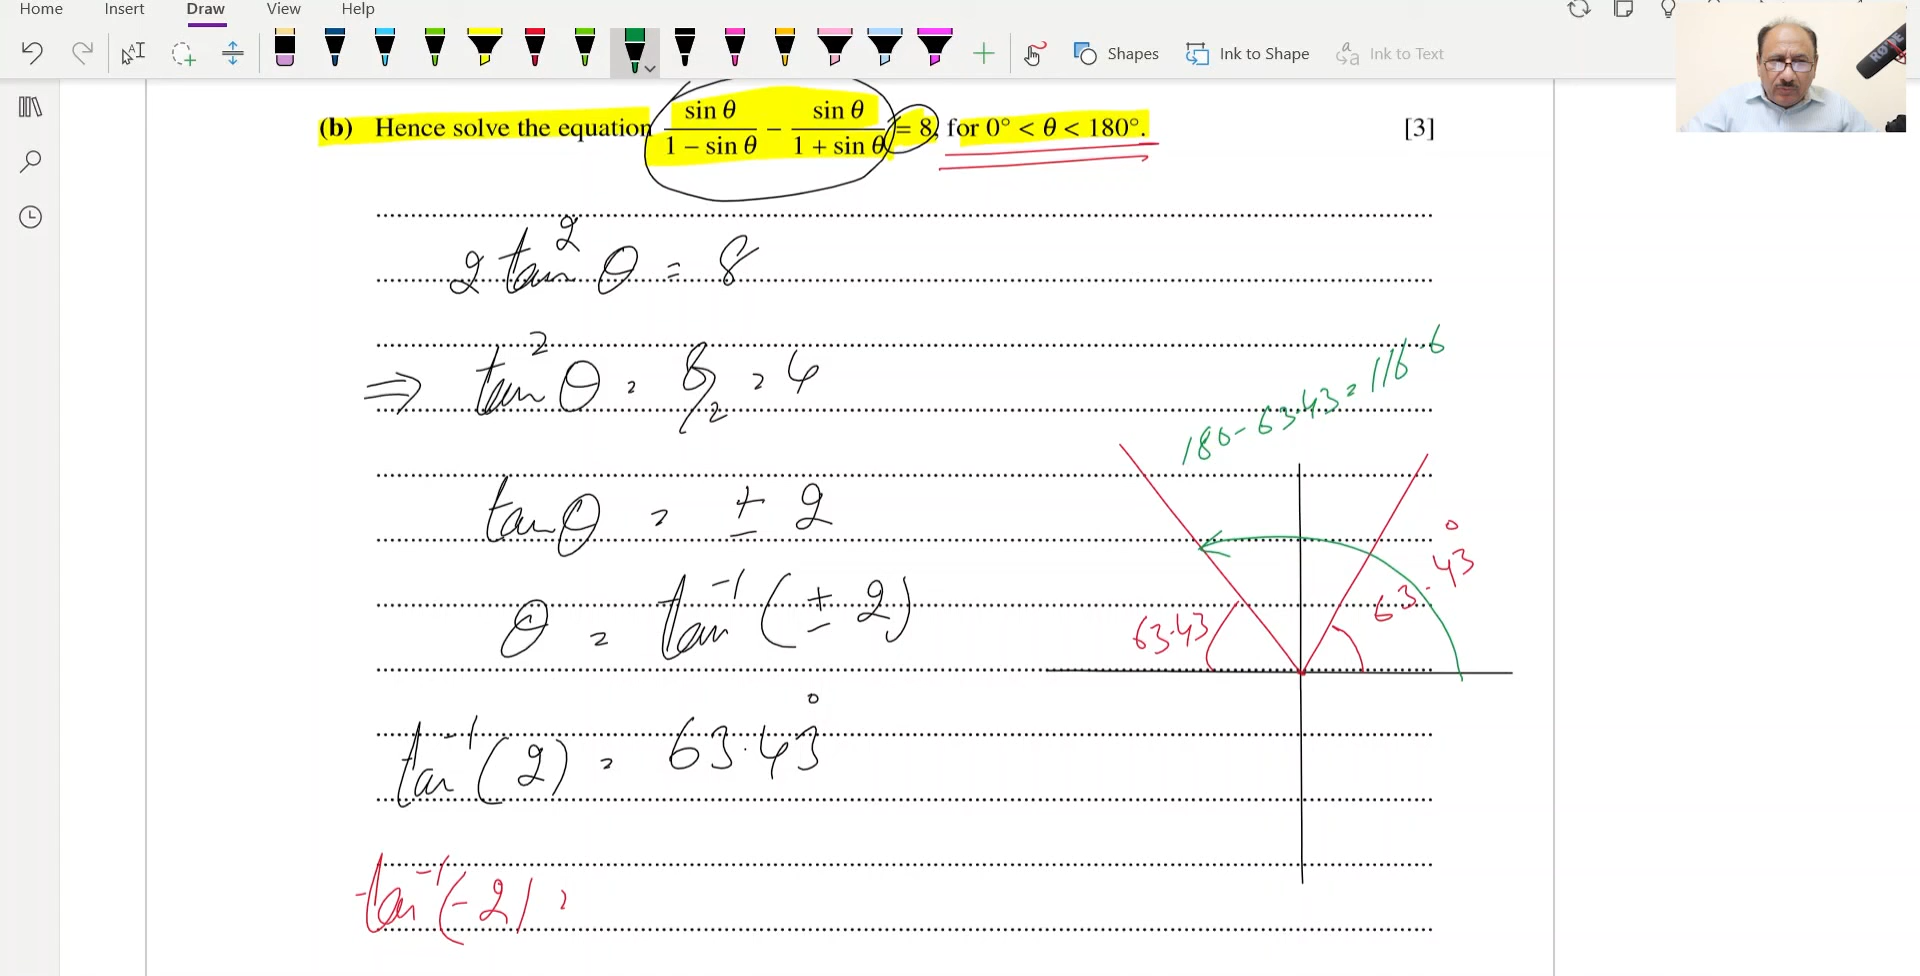 Home Insert Draw View Help
Shapes Ink to Shape Ink to Text
RØDE
(b) Hence solve the equation sin θ / 1 − sin θ − sin θ / 1 + sin θ = 8, for 0° < θ < 180°. [3]
2 tan² θ = 8
⇒ tan² θ = 8/2 = 4
180 - 63.43 = 116.6
tan θ = ± 2
63.43°
θ = tan⁻¹ (± 2)
63.43
tan⁻¹ (2) = 63.43°
tan⁻¹ (-2) =